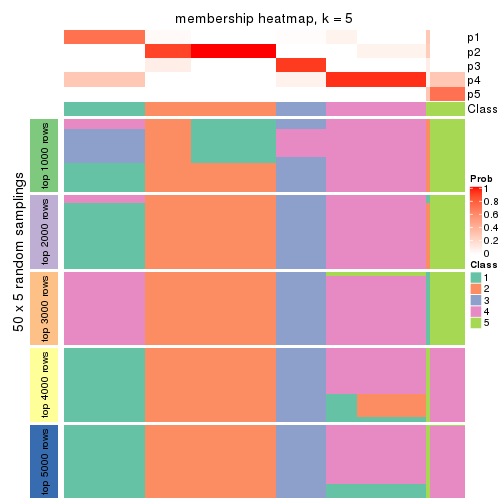 membership heatmap, k = 5
p1
p2
p3
p4
p5
Class
50 x 5 random samplings
top 1000 rows
top 2000 rows
top 3000 rows
top 4000 rows
top 5000 rows
Prob
1
0.8
0.6
0.4
0.2
0
Class
1
2
3
4
5